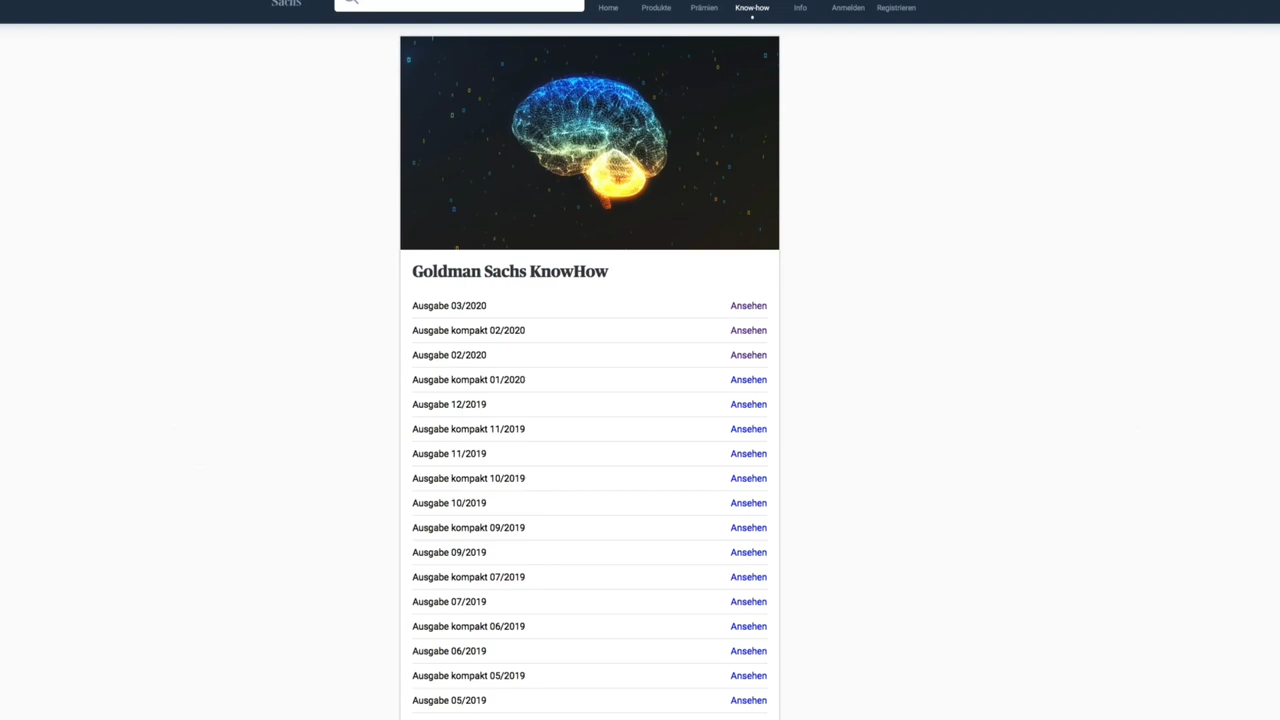 Sachs
Home Produkte Prämien Know-how Info Anmelden Registrieren
Goldman Sachs KnowHow
Ausgabe 03/2020 Ansehen
Ausgabe kompakt 02/2020 Ansehen
Ausgabe 02/2020 Ansehen
Ausgabe kompakt 01/2020 Ansehen
Ausgabe 12/2019 Ansehen
Ausgabe kompakt 11/2019 Ansehen
Ausgabe 11/2019 Ansehen
Ausgabe kompakt 10/2019 Ansehen
Ausgabe 10/2019 Ansehen
Ausgabe kompakt 09/2019 Ansehen
Ausgabe 09/2019 Ansehen
Ausgabe kompakt 07/2019 Ansehen
Ausgabe 07/2019 Ansehen
Ausgabe kompakt 06/2019 Ansehen
Ausgabe 06/2019 Ansehen
Ausgabe kompakt 05/2019 Ansehen
Ausgabe 05/2019 Ansehen